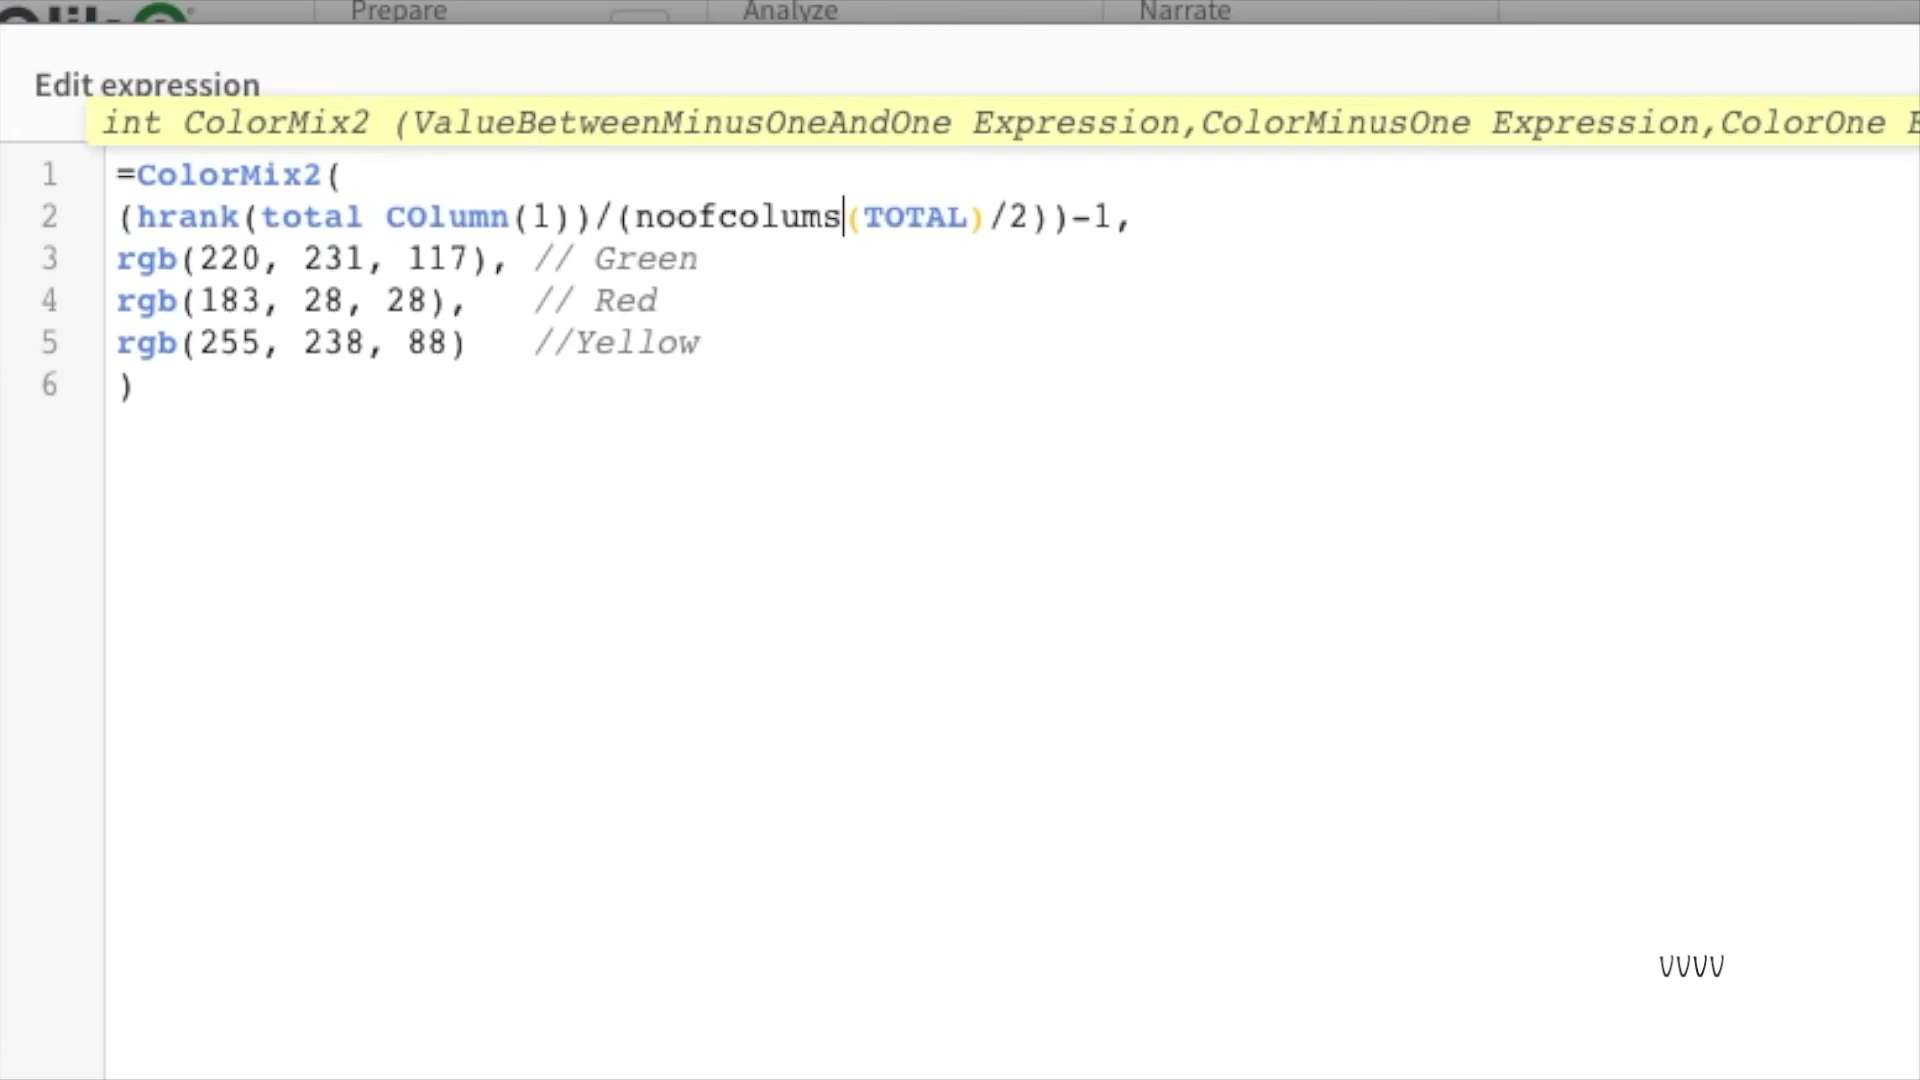 Prepare Analyze Narrate
Edit expression
int ColorMix2 (ValueBetweenMinusOneAndOne Expression,ColorMinusOne Expression,ColorOne
1 =ColorMix2(
2 (hrank(total COlumn(1))/(noofcolums(TOTAL)/2))-1,
3 rgb(220, 231, 117), // Green
4 rgb(183, 28, 28), // Red
5 rgb(255, 238, 88) //Yellow
6 )
VVVV